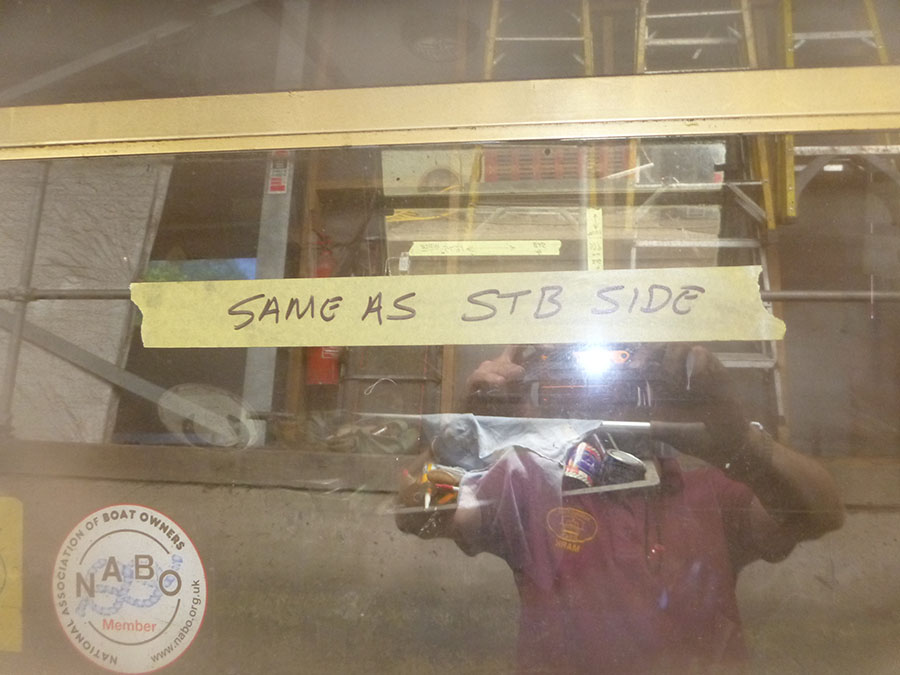 SAME AS STB SIDE
NATIONAL ASSOCIATION OF BOAT OWNERS
NABO
Member
www.nabo.org.uk